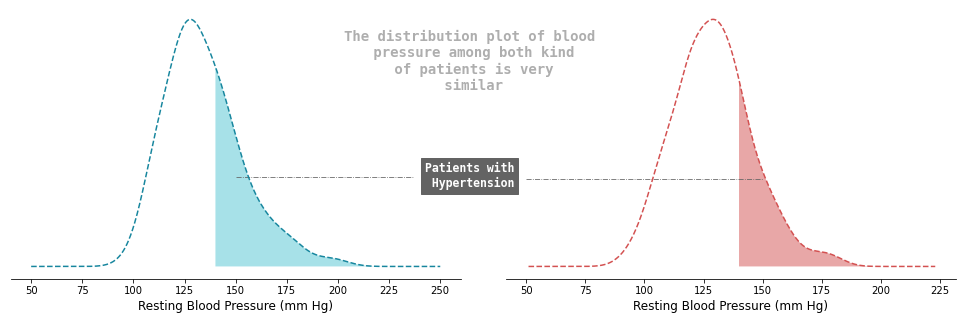 The distribution plot of blood
pressure among both kind
of patients is very
similar
Patients with
Hypertension
50 75 100 125 150 175 200 225 250
Resting Blood Pressure (mm Hg)
50 75 100 125 150 175 200 225
Resting Blood Pressure (mm Hg)